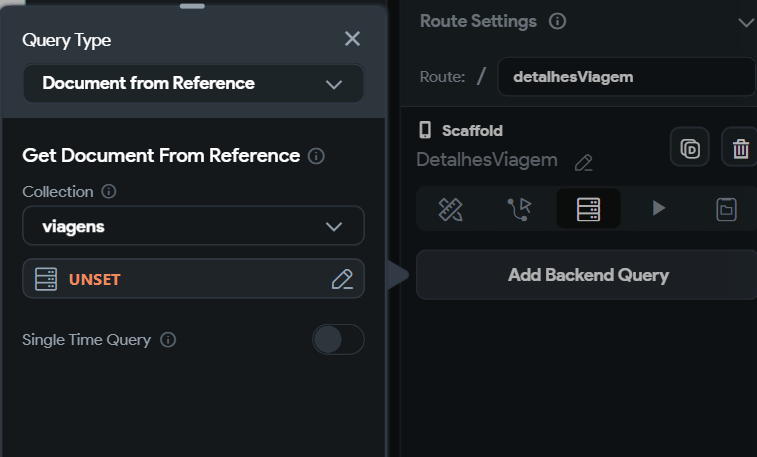 Query Type
Document from Reference
Get Document From Reference
Collection
viagens
UNSET
Single Time Query
Route Settings
Route: / detalhesViagem
Scaffold
DetalhesViagem
D
Add Backend Query